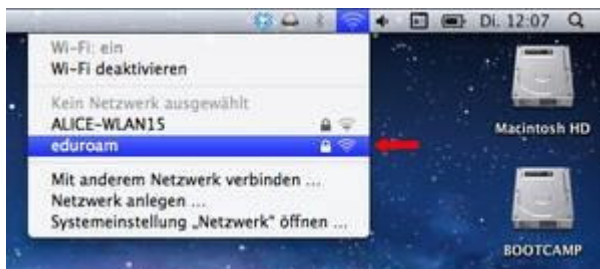 Di. 12:07
Wi-Fi: ein
Wi-Fi deaktivieren
Kein Netzwerk ausgewählt
ALICE-WLAN15
eduroam
Mit anderem Netzwerk verbinden ...
Netzwerk anlegen ...
Systemeinstellung „Netzwerk“ öffnen ...
Macintosh HD
BOOTCAMP